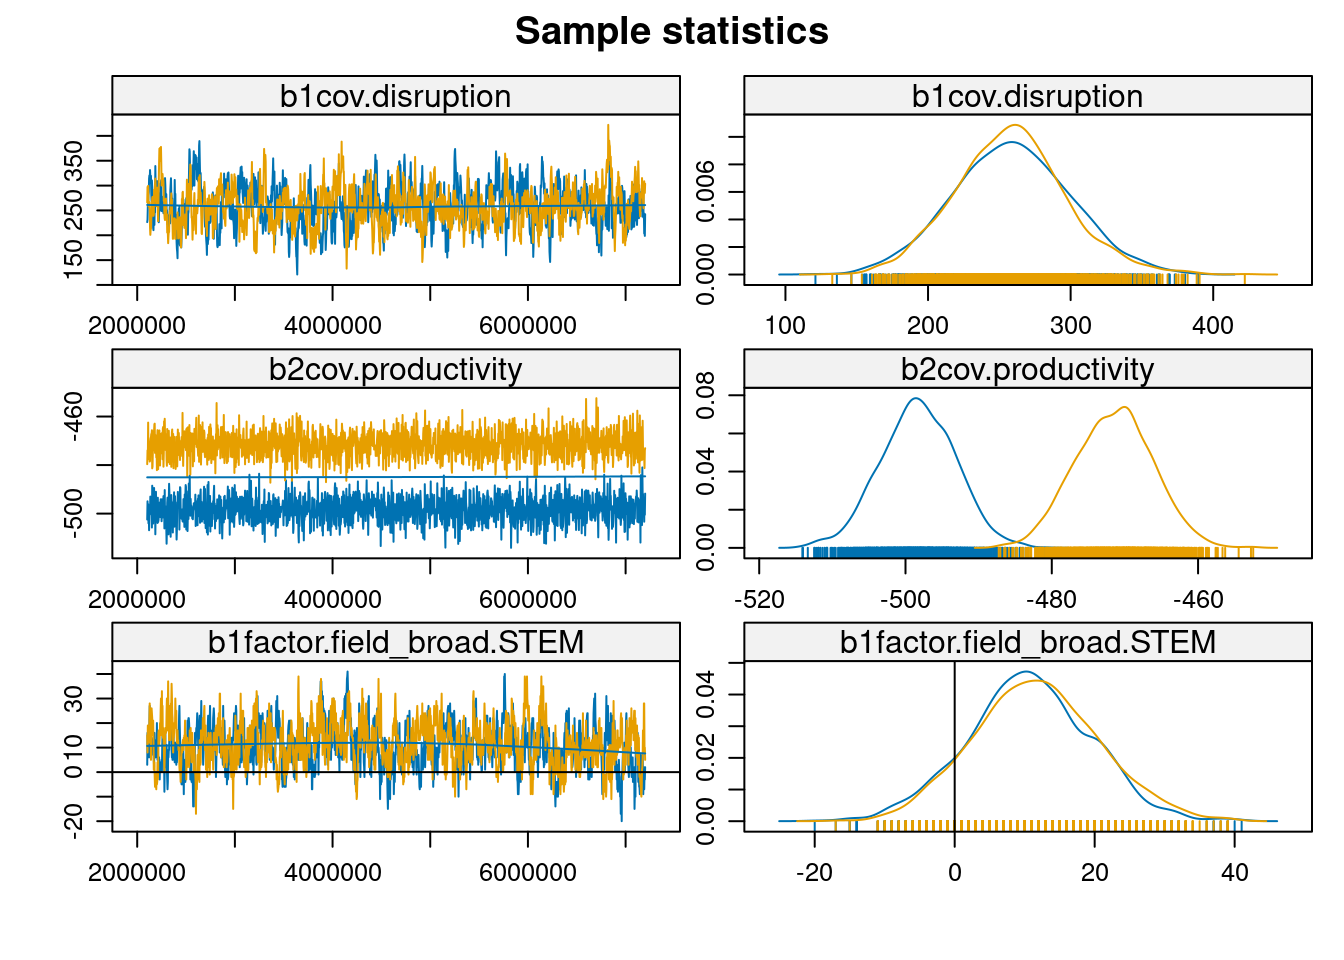 Sample statistics
b1cov.disruption
b1cov.disruption
150 250 350
2000000 4000000 6000000
0.000 0.006
100 200 300 400
b2cov.productivity
b2cov.productivity
-500 -460
2000000 4000000 6000000
0.00 0.04 0.08
-520 -500 -480 -460
b1factor.field_broad.STEM
b1factor.field_broad.STEM
-20 0 10 30
2000000 4000000 6000000
0.00 0.02 0.04
-20 0 20 40